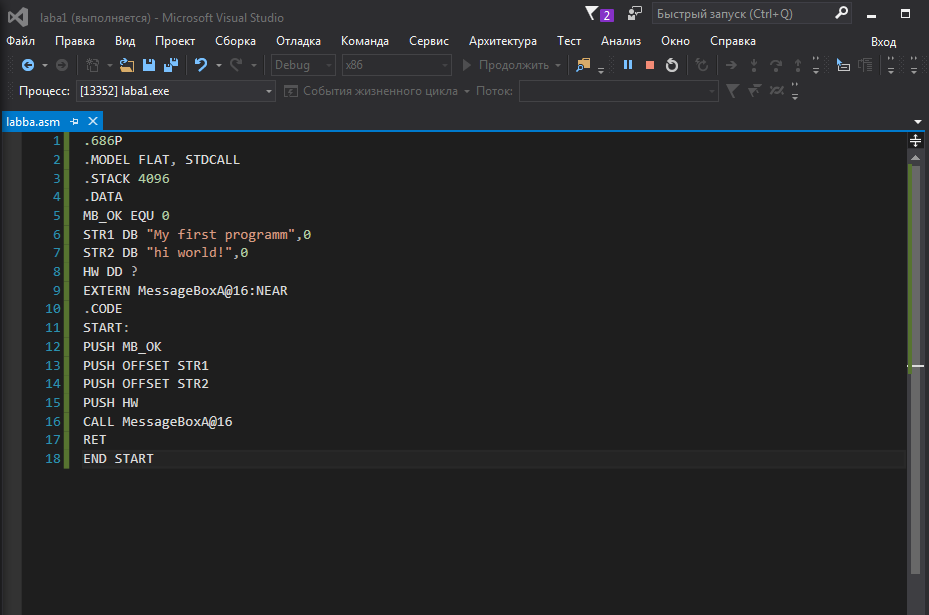 laba1 (выполняется) - Microsoft Visual Studio
2
Быстрый запуск (Ctrl+Q)
Файл Правка Вид Проект Сборка Отладка Команда Сервис Архитектура Тест Анализ Окно Справка Вход
Debug x86 Продолжить
Процесс: [13352] laba1.exe События жизненного цикла Поток:
labba.asm
1 .686P
2 .MODEL FLAT, STDCALL
3 .STACK 4096
4 .DATA
5 MB_OK EQU 0
6 STR1 DB "My first programm",0
7 STR2 DB "hi world!",0
8 HW DD ?
9 EXTERN MessageBoxA@16:NEAR
10 .CODE
11 START:
12 PUSH MB_OK
13 PUSH OFFSET STR1
14 PUSH OFFSET STR2
15 PUSH HW
16 CALL MessageBoxA@16
17 RET
18 END START